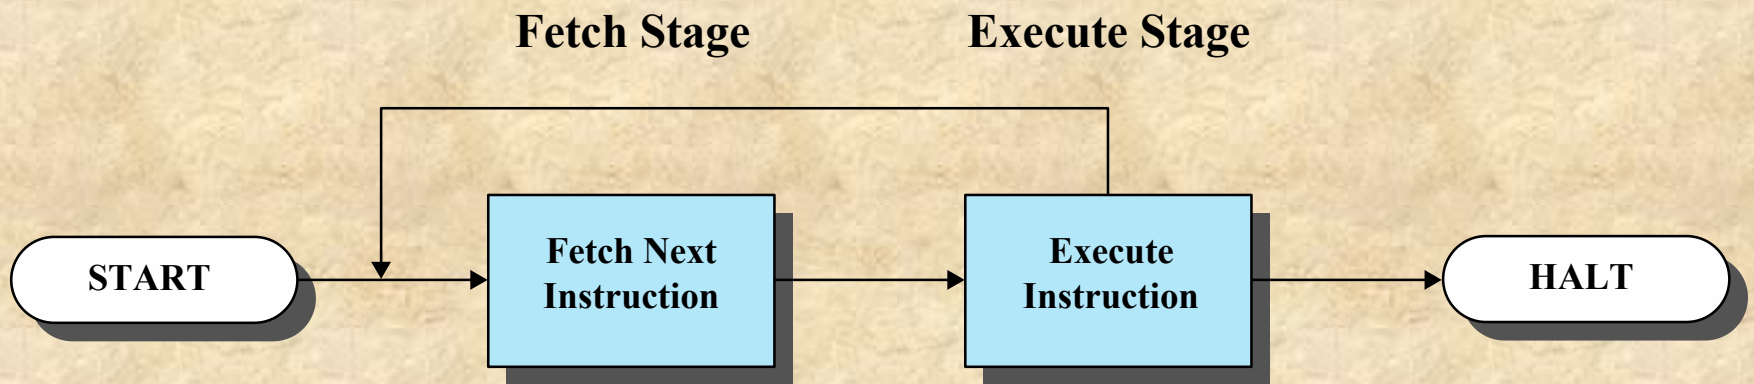 Fetch Stage
Execute Stage
START
Fetch Next
Instruction
Execute
Instruction
HALT